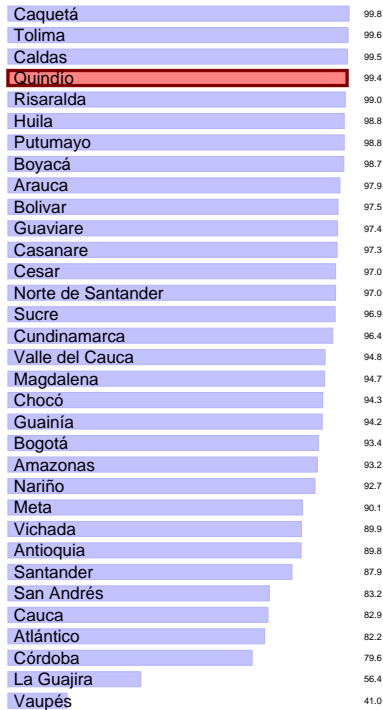 Caquetá 99.8
Tolima 99.6
Caldas 99.5
Quindío 99.4
Risaralda 99.0
Huila 98.8
Putumayo 98.8
Boyacá 98.7
Arauca 97.9
Bolivar 97.5
Guaviare 97.4
Casanare 97.3
Cesar 97.0
Norte de Santander 97.0
Sucre 96.9
Cundinamarca 96.4
Valle del Cauca 94.8
Magdalena 94.7
Chocó 94.3
Guainía 94.2
Bogotá 93.4
Amazonas 93.2
Nariño 92.7
Meta 90.1
Vichada 89.9
Antioquia 89.8
Santander 87.9
San Andrés 83.2
Cauca 82.9
Atlántico 82.2
Córdoba 79.6
La Guajira 56.4
Vaupés 41.0